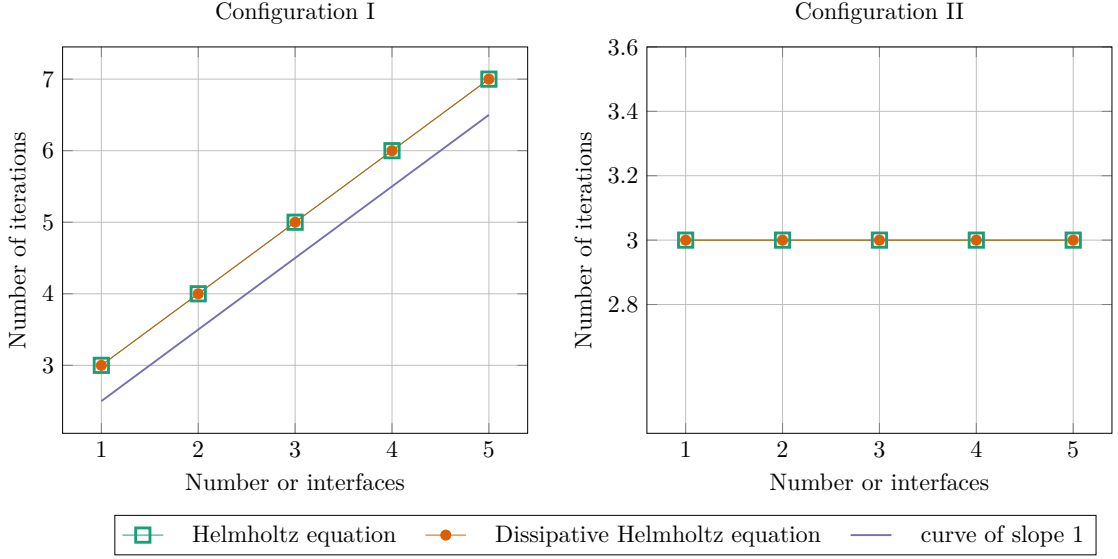 Configuration I
7
6
5
4
3
Number of iterations
1 2 3 4 5
Number or interfaces
Configuration II
3.6
3.4
3.2
3
2.8
Number of iterations
1 2 3 4 5
Number or interfaces
Helmholtz equation Dissipative Helmholtz equation curve of slope 1